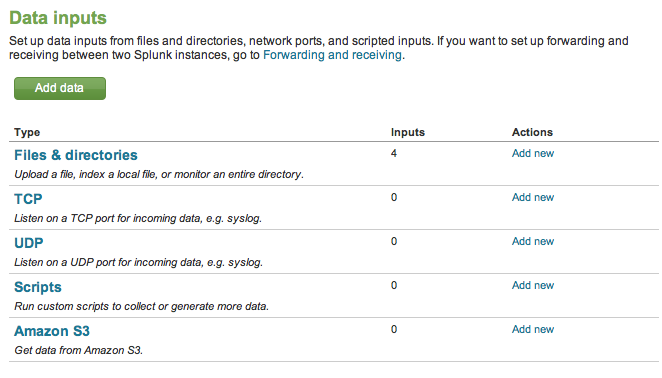 Data inputs
Set up data inputs from files and directories, network ports, and scripted inputs. If you want to set up forwarding and
receiving between two Splunk instances, go to Forwarding and receiving.
Add data
Type Inputs Actions
Files & directories 4 Add new
Upload a file, index a local file, or monitor an entire directory.
TCP 0 Add new
Listen on a TCP port for incoming data, e.g. syslog.
UDP 0 Add new
Listen on a UDP port for incoming data, e.g. syslog.
Scripts 0 Add new
Run custom scripts to collect or generate more data.
Amazon S3 0 Add new
Get data from Amazon S3.